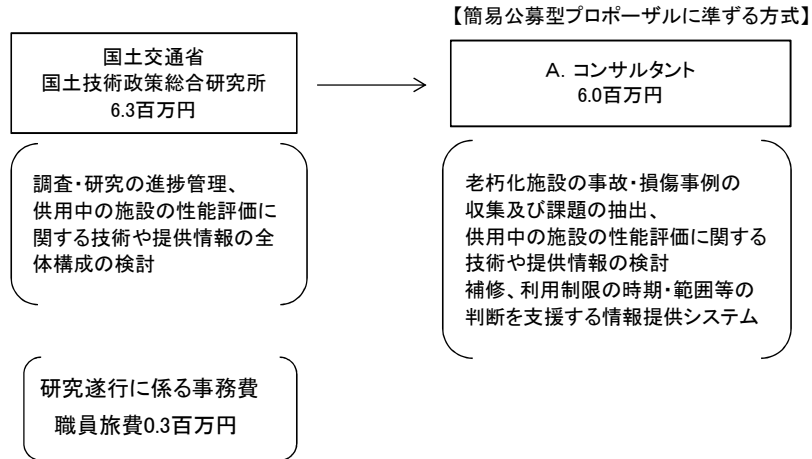 【簡易公募型プロポーザルに準ずる方式】
国土交通省
国土技術政策総合研究所
6.3百万円
A. コンサルタント
6.0百万円
調査・研究の進捗管理、
供用中の施設の性能評価に
関する技術や提供情報の全
体構成の検討
老朽化施設の事故・損傷事例の
収集及び課題の抽出、
供用中の施設の性能評価に関する
技術や提供情報の検討
補修、利用制限の時期・範囲等の
判断を支援する情報提供システム
研究遂行に係る事務費
職員旅費0.3百万円